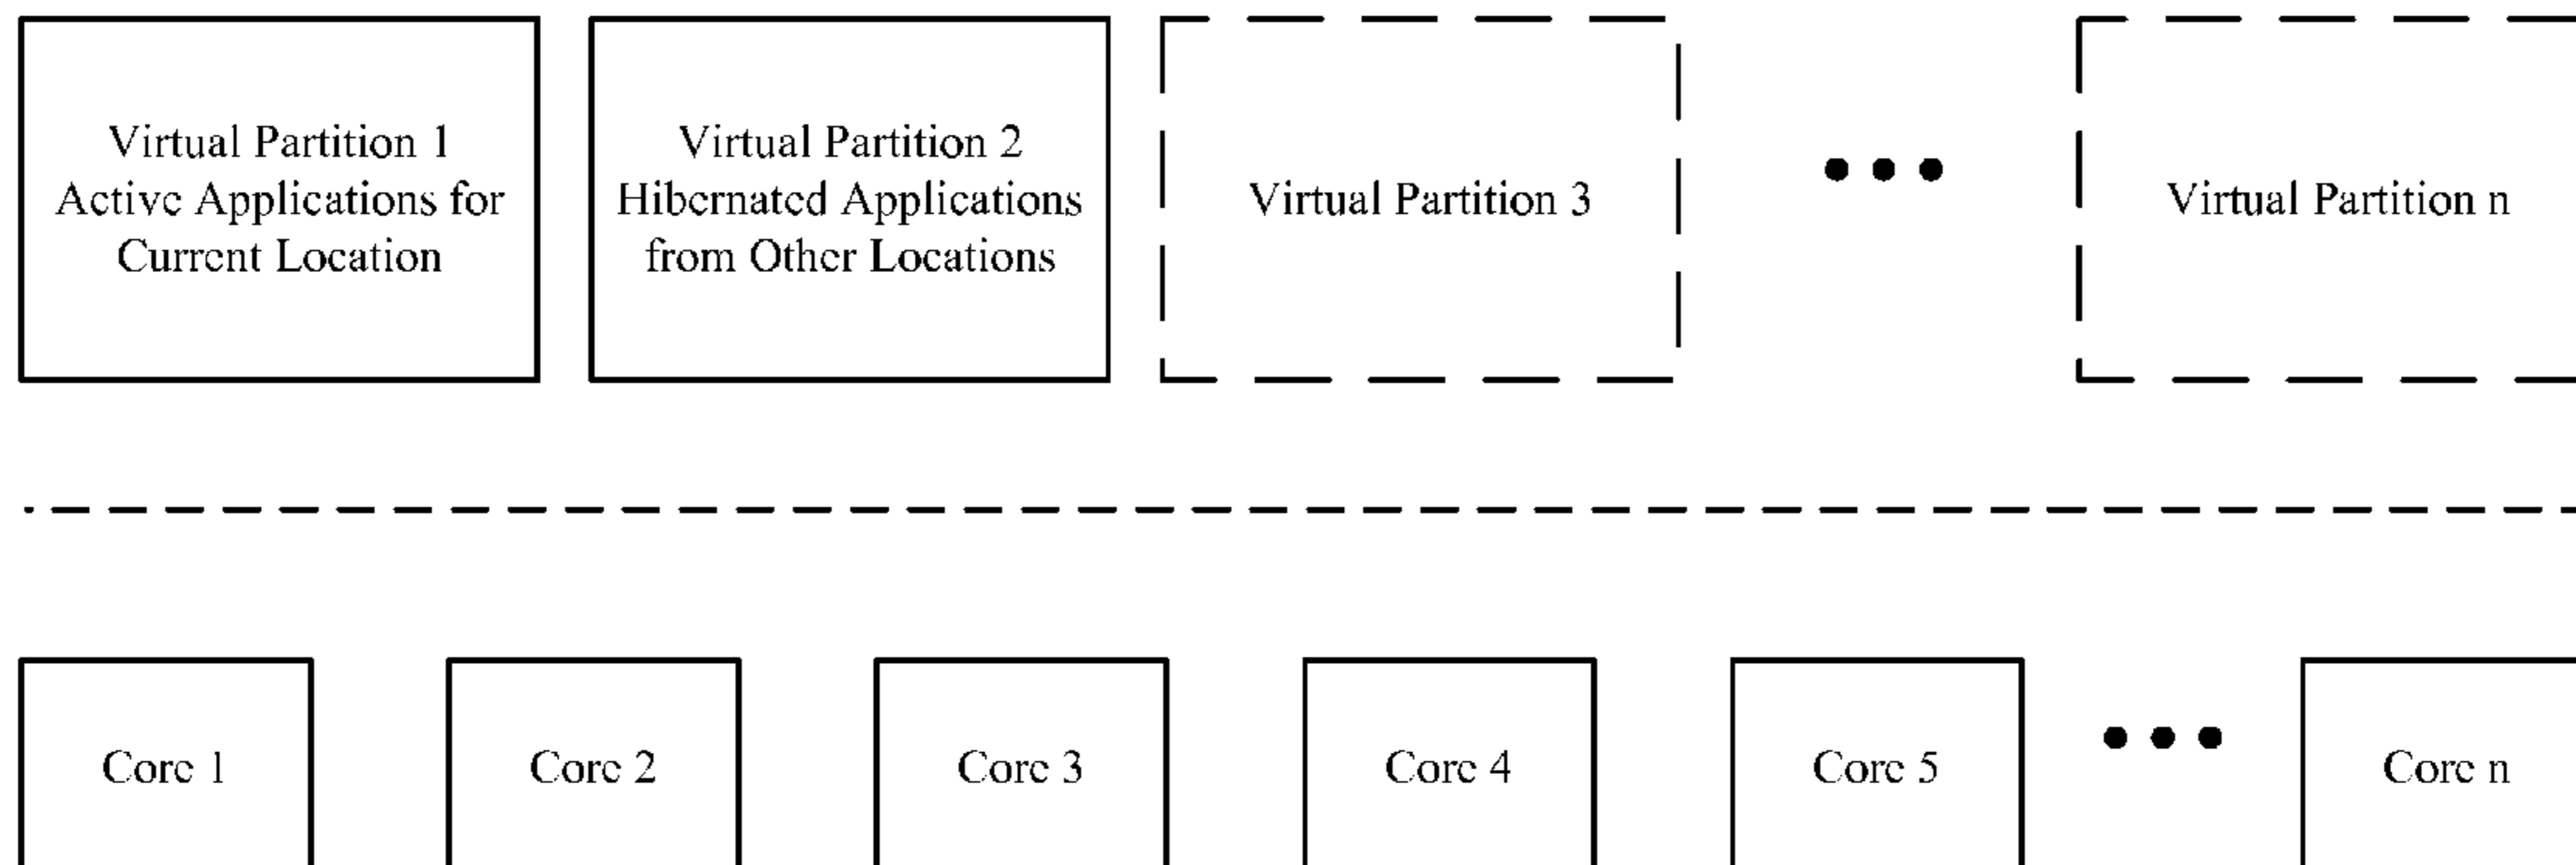 Virtual Partition 1
Active Applications for
Current Location
Virtual Partition 2
Hibernated Applications
from Other Locations
Virtual Partition 3
Virtual Partition n
Core 1
Core 2
Core 3
Core 4
Core 5
Core n